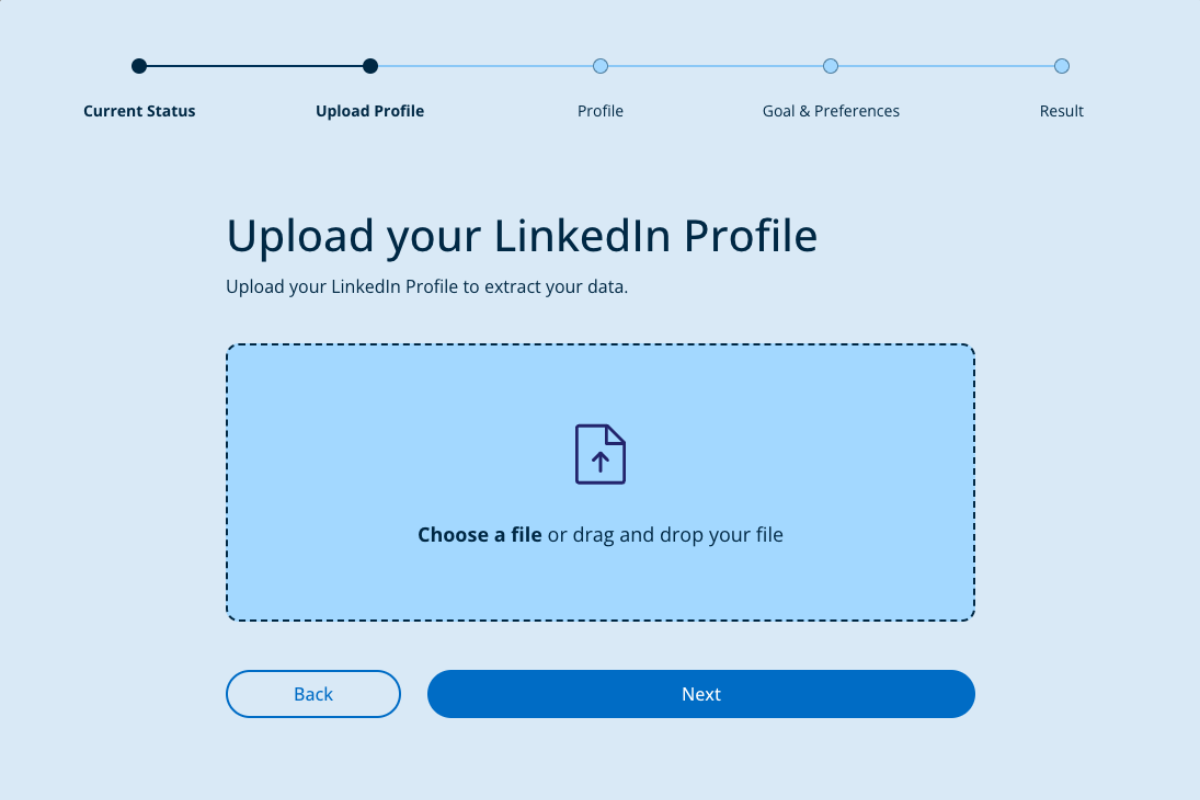 Current Status
Upload Profile
Profile
Goal & Preferences
Result
Upload your LinkedIn Profile
Upload your LinkedIn Profile to extract your data.
Choose a file or drag and drop your file
Back
Next